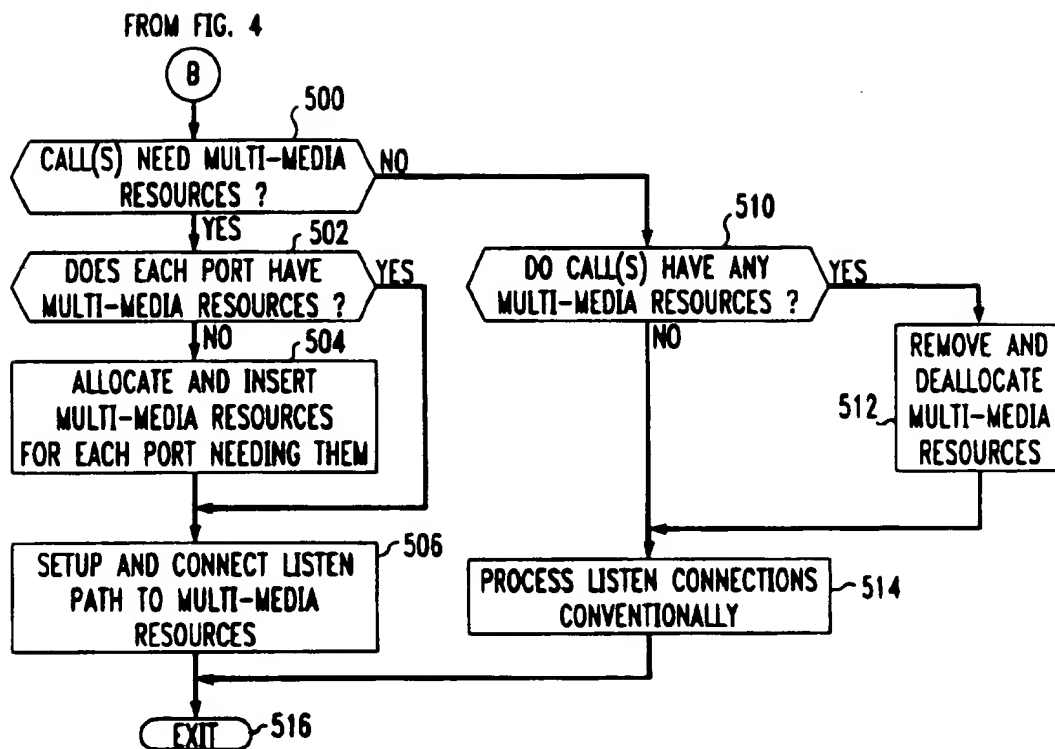 FROM FIG. 4
B
500
CALL(S) NEED MULTI-MEDIA
RESOURCES ?
NO
YES
502
DOES EACH PORT HAVE
MULTI-MEDIA RESOURCES ?
YES
NO
504
ALLOCATE AND INSERT
MULTI-MEDIA RESOURCES
FOR EACH PORT NEEDING THEM
506
SETUP AND CONNECT LISTEN
PATH TO MULTI-MEDIA
RESOURCES
510
DO CALL(S) HAVE ANY
MULTI-MEDIA RESOURCES ?
YES
NO
REMOVE AND
DEALLOCATE
MULTI-MEDIA
RESOURCES
512
PROCESS LISTEN CONNECTIONS
CONVENTIONALLY
514
EXIT
516